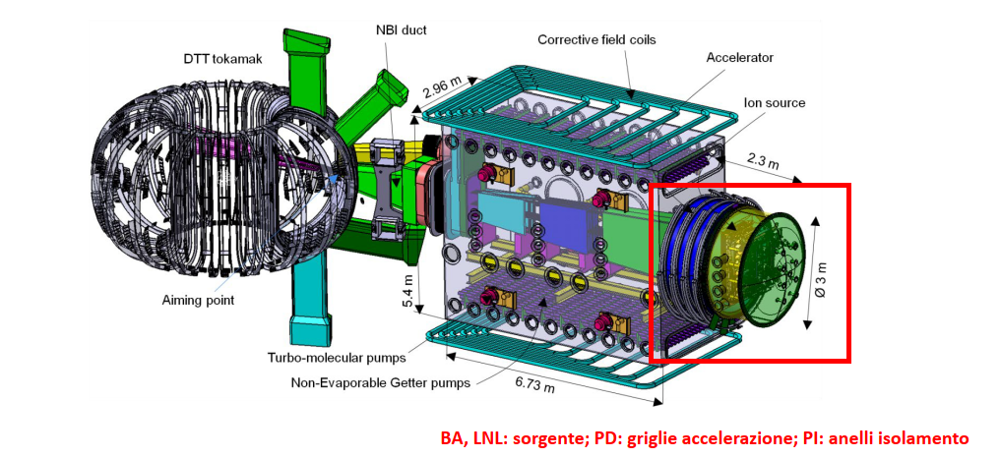 NBI duct
DTT tokamak
Corrective field coils
Accelerator
2.96 m
Ion source
2.3 m
5.4 m
Ø 3 m
Aiming point
Turbo-molecular pumps
Non-Evaporable Getter pumps
6.73 m
BA, LNL: sorgente; PD: griglie accelerazione; PI: anelli isolamento